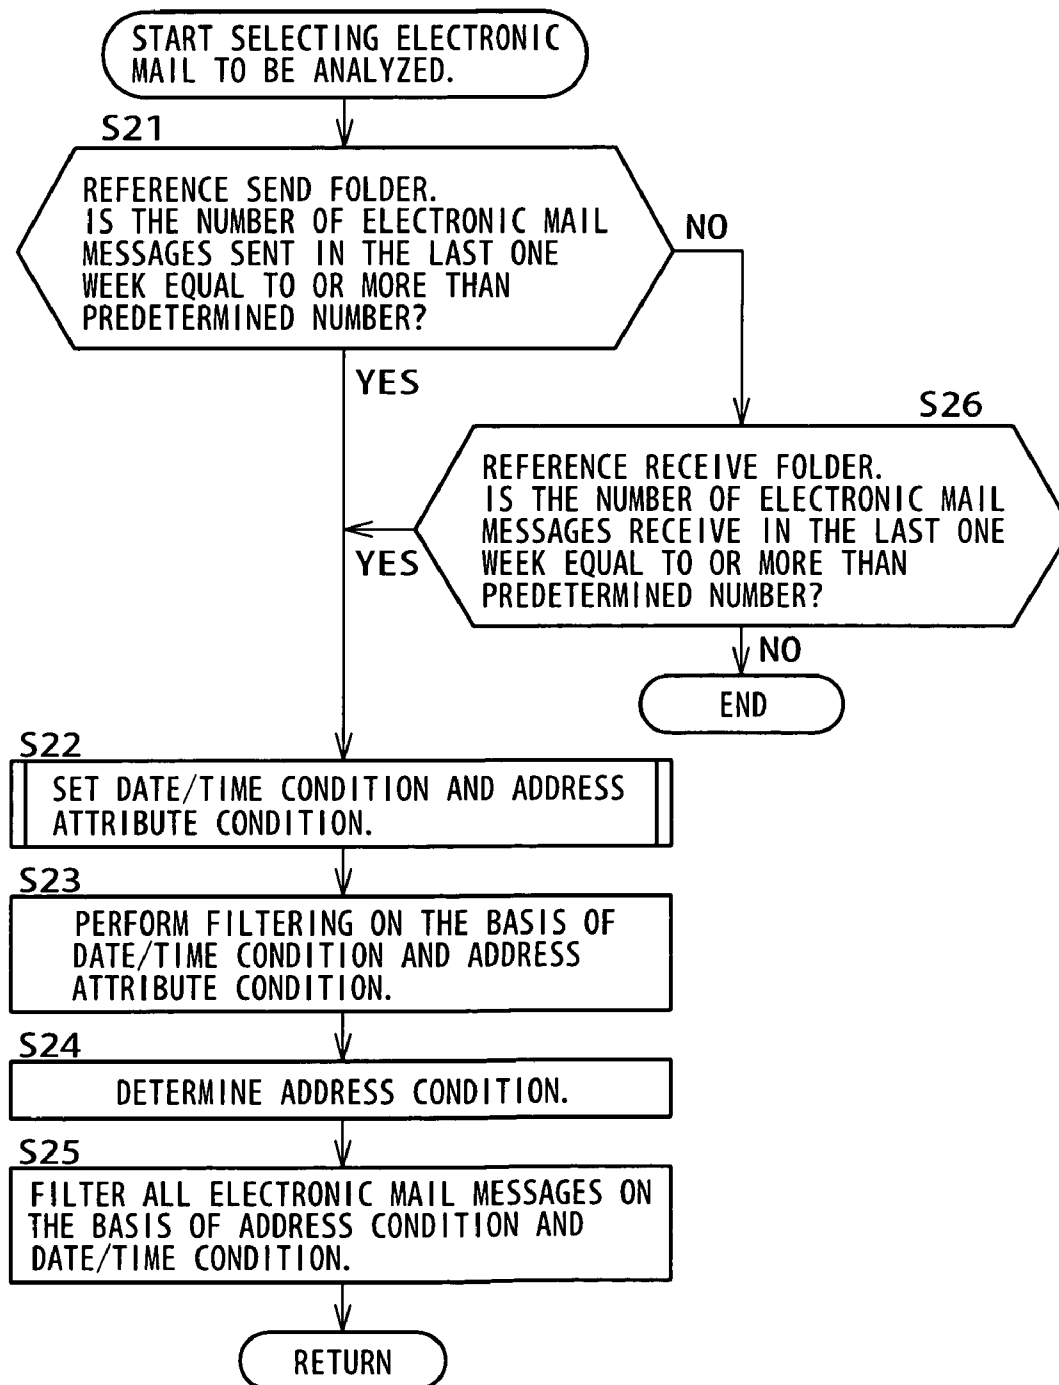 START SELECTING ELECTRONIC
MAIL TO BE ANALYZED.
S21
REFERENCE SEND FOLDER.
IS THE NUMBER OF ELECTRONIC MAIL
MESSAGES SENT IN THE LAST ONE
WEEK EQUAL TO OR MORE THAN
PREDETERMINED NUMBER?
NO
YES
S26
REFERENCE RECEIVE FOLDER.
IS THE NUMBER OF ELECTRONIC MAIL
MESSAGES RECEIVE IN THE LAST ONE
WEEK EQUAL TO OR MORE THAN
PREDETERMINED NUMBER?
YES
NO
END
S22
SET DATE/TIME CONDITION AND ADDRESS
ATTRIBUTE CONDITION.
S23
PERFORM FILTERING ON THE BASIS OF
DATE/TIME CONDITION AND ADDRESS
ATTRIBUTE CONDITION.
S24
DETERMINE ADDRESS CONDITION.
S25
FILTER ALL ELECTRONIC MAIL MESSAGES ON
THE BASIS OF ADDRESS CONDITION AND
DATE/TIME CONDITION.
RETURN